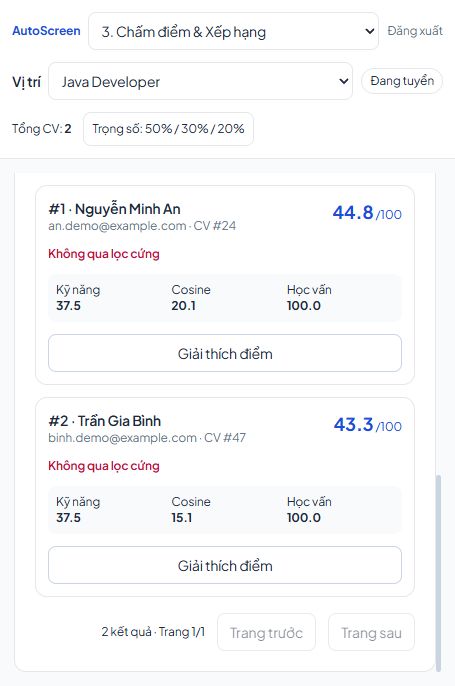 AutoScreen 3. Chấm điểm & Xếp hạng Đăng xuất
Vị trí Java Developer Đang tuyển
Tổng CV: 2 Trọng số: 50% / 30% / 20%
#1 · Nguyễn Minh An 44.8/100
an.demo@example.com · CV #24
Không qua lọc cứng
Kỹ năng Cosine Học vấn
37.5 20.1 100.0
Giải thích điểm
#2 · Trần Gia Bình 43.3/100
binh.demo@example.com · CV #47
Không qua lọc cứng
Kỹ năng Cosine Học vấn
37.5 15.1 100.0
Giải thích điểm
2 kết quả · Trang 1/1 Trang trước Trang sau